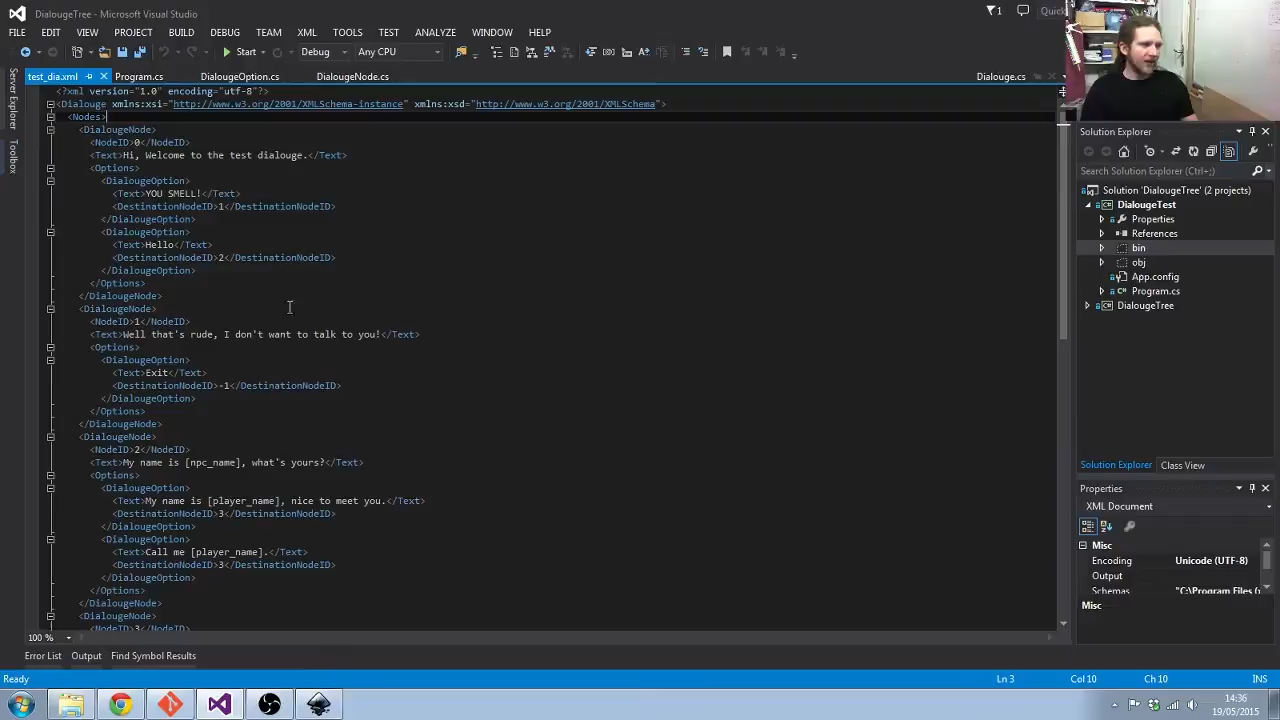 DialougeTree - Microsoft Visual Studio
1
Quick
FILE EDIT VIEW PROJECT BUILD DEBUG TEAM XML TOOLS TEST ANALYZE WINDOW HELP
Start Debug Any CPU
test_dia.xml Program.cs DialougeOption.cs DialougeNode.cs Dialouge.cs
Server Explorer
Toolbox
<?xml version="1.0" encoding="utf-8"?>
<Dialouge xmlns:xsi="http://www.w3.org/2001/XMLSchema-instance" xmlns:xsd="http://www.w3.org/2001/XMLSchema">
<Nodes>
<DialougeNode>
<NodeID>0</NodeID>
<Text>Hi, Welcome to the test dialouge.</Text>
<Options>
<DialougeOption>
<Text>YOU SMELL!</Text>
<DestinationNodeID>1</DestinationNodeID>
</DialougeOption>
<DialougeOption>
<Text>Hello</Text>
<DestinationNodeID>2</DestinationNodeID>
</DialougeOption>
</Options>
</DialougeNode>
<DialougeNode>
<NodeID>1</NodeID>
<Text>Well that's rude, I don't want to talk to you!</Text>
<Options>
<DialougeOption>
<Text>Exit</Text>
<DestinationNodeID>-1</DestinationNodeID>
</DialougeOption>
</Options>
</DialougeNode>
<DialougeNode>
<NodeID>2</NodeID>
<Text>My name is [npc_name], what's yours?</Text>
<Options>
<DialougeOption>
<Text>My name is [player_name], nice to meet you.</Text>
<DestinationNodeID>3</DestinationNodeID>
</DialougeOption>
<DialougeOption>
<Text>Call me [player_name].</Text>
<DestinationNodeID>3</DestinationNodeID>
</DialougeOption>
</Options>
</DialougeNode>
<DialougeNode>
<NodeID>3</NodeID>
100 %
Error List Output Find Symbol Results
Solution Explorer
Search Solution Explorer (Ctrl+;)
Solution 'DialougeTree' (2 projects)
DialougeTest
Properties
References
bin
obj
App.config
Program.cs
DialougeTree
Solution Explorer Class View
Properties
XML Document
Misc
Encoding Unicode (UTF-8)
Output
Schemas "C:\Program Files (
Misc
Ready Ln 3 Col 10 Ch 10 INS
14:36
19/05/2015